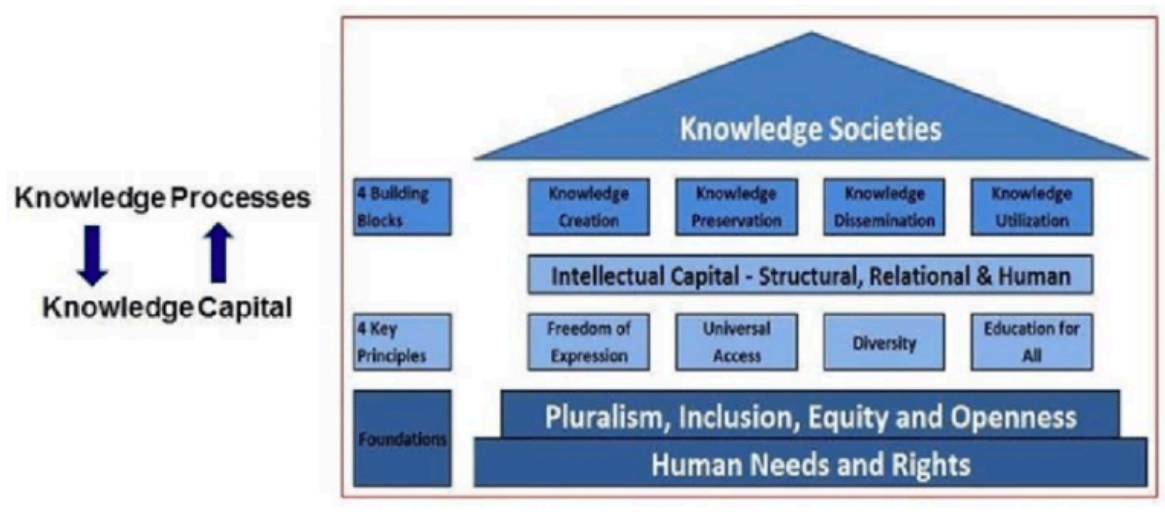 Knowledge Processes
Knowledge Capital
Knowledge Societies
4 Building
Blocks
Knowledge
Creation
Knowledge
Preservation
Knowledge
Dissemination
Knowledge
Utilization
Intellectual Capital - Structural, Relational & Human
4 Key
Principles
Freedom of
Expression
Universal
Access
Diversity
Education for
All
Foundations
Pluralism, Inclusion, Equity and Openness
Human Needs and Rights